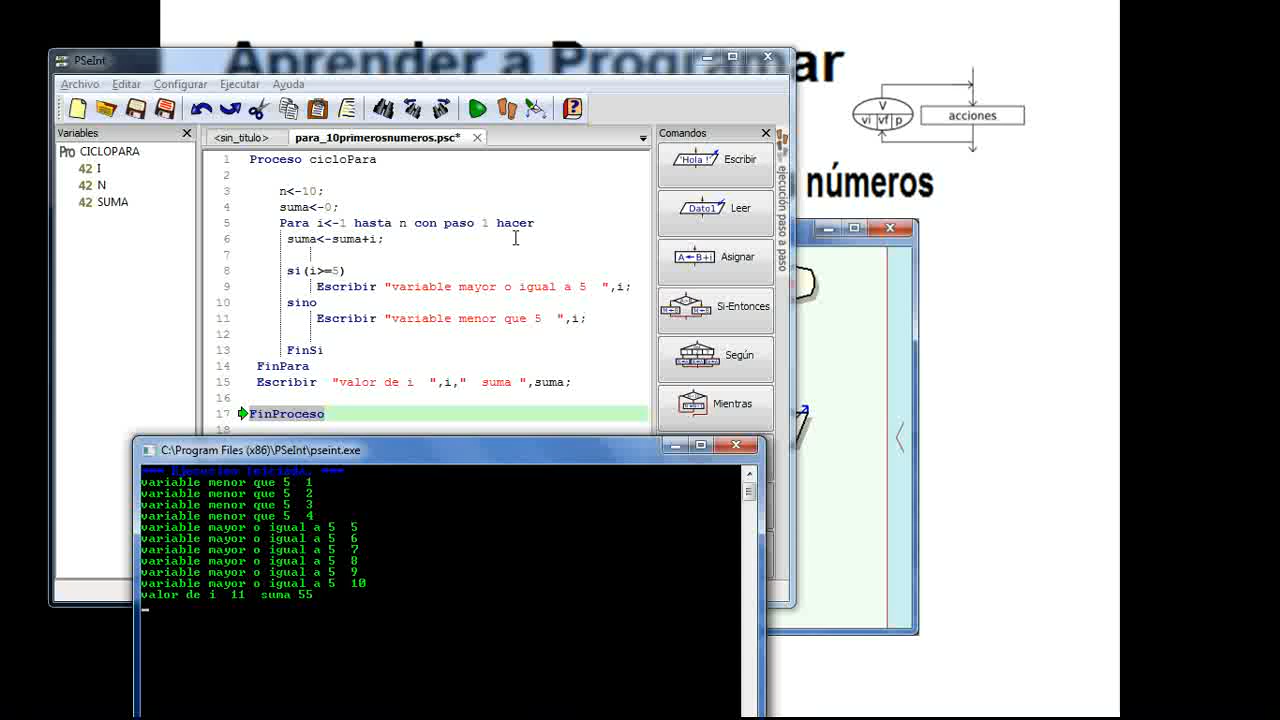 Aprender a Programar
V
vi vf p
acciones
números
PSeInt
Archivo Editar Configurar Ejecutar Ayuda
Variables
<sin_titulo> para_10primerosnumeros.psc*
Comandos
Pro CICLOPARA
42 I
42 N
42 SUMA
1 Proceso cicloPara
2
3 n<-10;
4 suma<-0;
5 Para i<-1 hasta n con paso 1 hacer
6 suma<-suma+i;
7
8 si(i>=5)
9 Escribir "variable mayor o igual a 5  ",i;
10 sino
11 Escribir "variable menor que 5  ",i;
12
13 FinSi
14 FinPara
15 Escribir  "valor de i  ",i,"  suma ",suma;
16
17 FinProceso
18
'Hola !' Escribir
Dato1 Leer
A←B+i Asignar
Si-Entonces
Según
Mientras
ejecución paso a paso
C:\Program Files (x86)\PSeInt\pseint.exe
*** Ejecucion Iniciada. ***
variable menor que 5  1
variable menor que 5  2
variable menor que 5  3
variable menor que 5  4
variable mayor o igual a 5  5
variable mayor o igual a 5  6
variable mayor o igual a 5  7
variable mayor o igual a 5  8
variable mayor o igual a 5  9
variable mayor o igual a 5  10
valor de i  11  suma 55